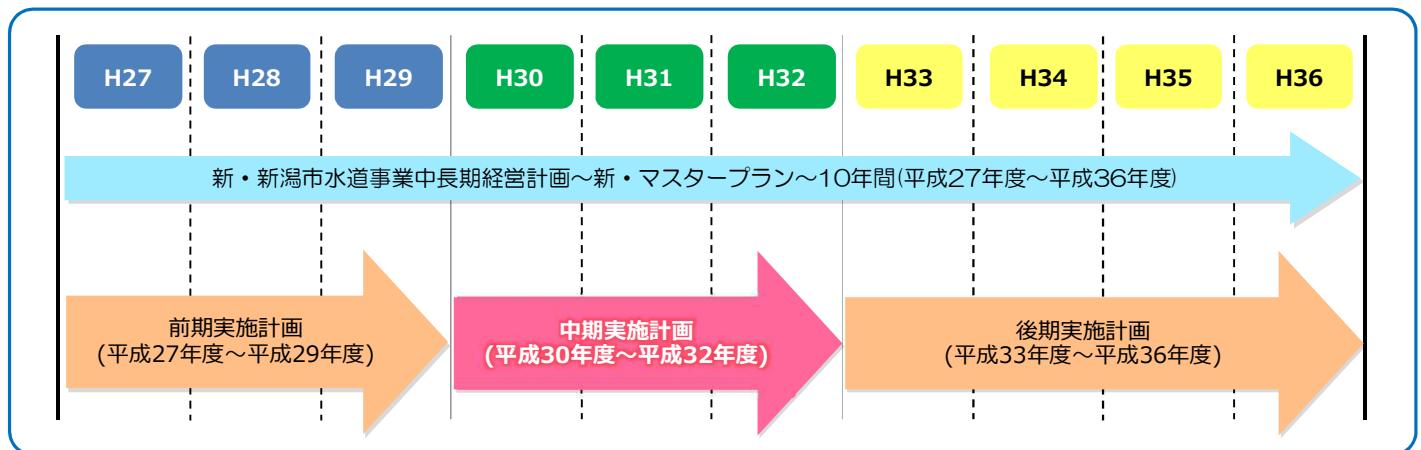 H27 H28 H29 H30 H31 H32 H33 H34 H35 H36
新・新潟市水道事業中長期経営計画～新・マスタープラン～10年間(平成27年度～平成36年度)
前期実施計画
(平成27年度～平成29年度)
中期実施計画
(平成30年度～平成32年度)
後期実施計画
(平成33年度～平成36年度)